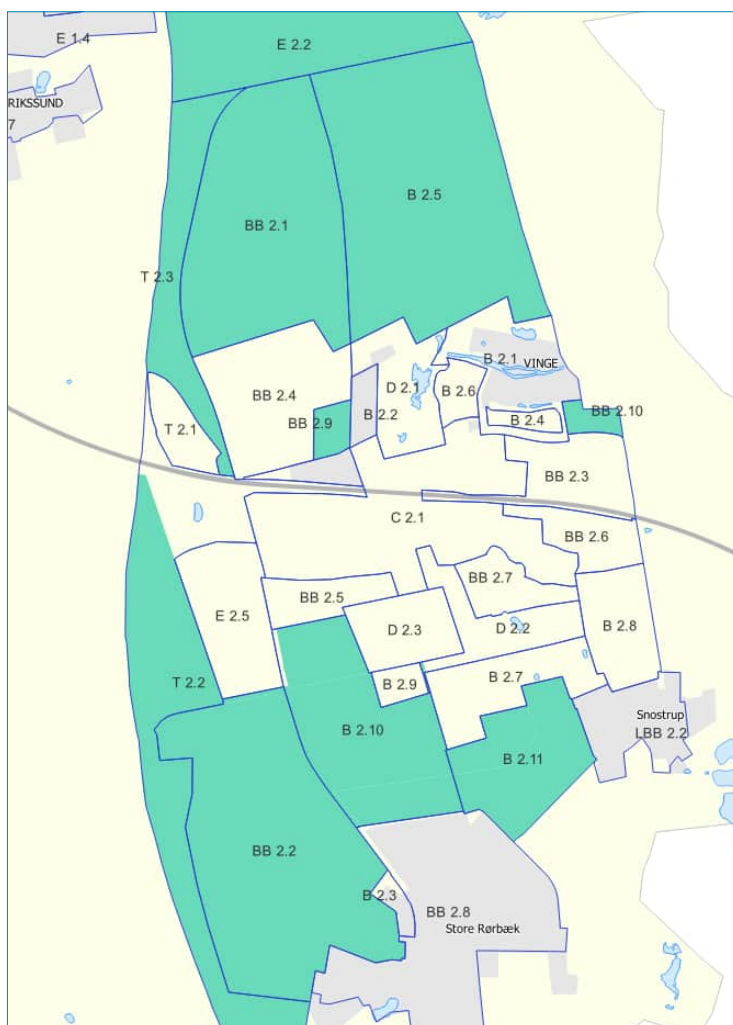 E 1.4
E 2.2
RIKSSUND
7
B 2.5
BB 2.1
T 2.3
B 2.1
VINGE
D 2.1
B 2.6
BB 2.4
BB 2.9
B 2.2
BB 2.10
B 2.4
T 2.1
BB 2.3
C 2.1
BB 2.6
BB 2.7
BB 2.5
E 2.5
D 2.3
D 2.2
B 2.8
T 2.2
B 2.9
B 2.7
Snostrup
LBB 2.2
B 2.10
B 2.11
BB 2.2
B 2.3
BB 2.8
Store Rørbæk